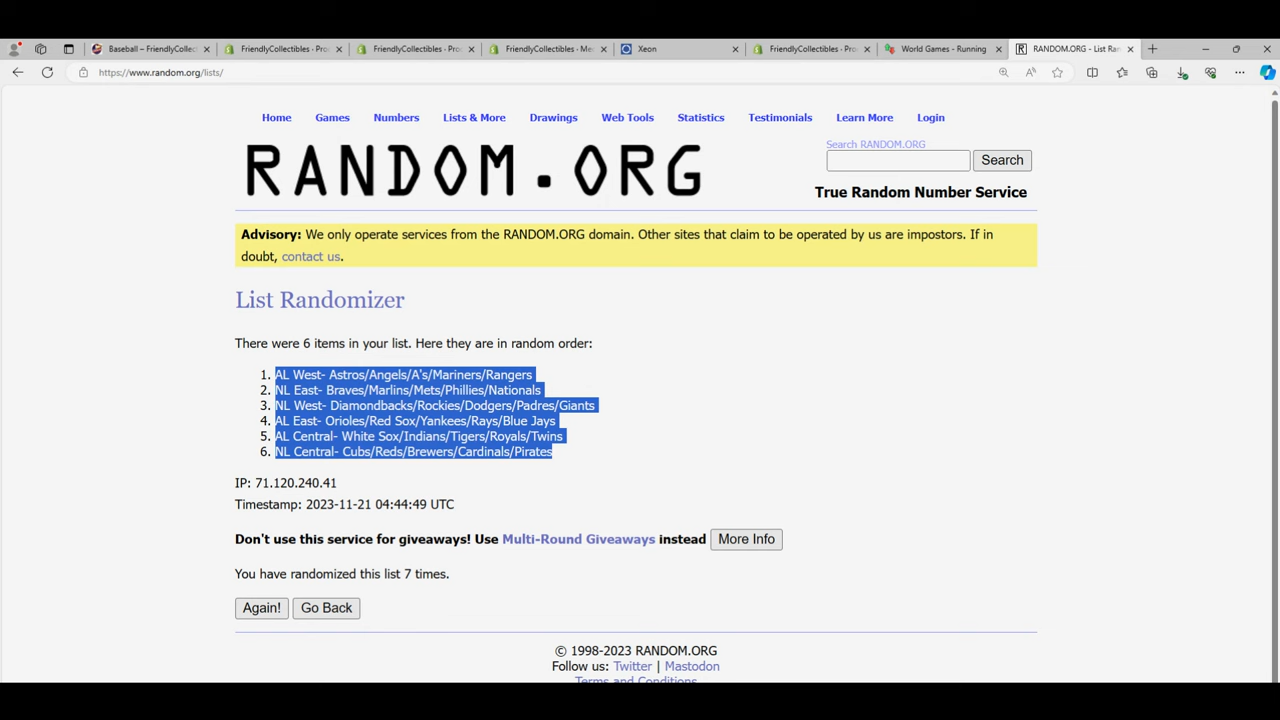 Baseball – FriendlyCollec
FriendlyCollectibles - Pro
FriendlyCollectibles - Pro
FriendlyCollectibles - Me
Xeon
FriendlyCollectibles - Pro
World Games - Running
RANDOM.ORG - List Ran
https://www.random.org/lists/
Home Games Numbers Lists & More Drawings Web Tools Statistics Testimonials Learn More Login
RANDOM.ORG
Search RANDOM.ORG
Search
True Random Number Service
Advisory: We only operate services from the RANDOM.ORG domain. Other sites that claim to be operated by us are impostors. If in
doubt, contact us.
List Randomizer
There were 6 items in your list. Here they are in random order:
1. AL West- Astros/Angels/A's/Mariners/Rangers
2. NL East- Braves/Marlins/Mets/Phillies/Nationals
3. NL West- Diamondbacks/Rockies/Dodgers/Padres/Giants
4. AL East- Orioles/Red Sox/Yankees/Rays/Blue Jays
5. AL Central- White Sox/Indians/Tigers/Royals/Twins
6. NL Central- Cubs/Reds/Brewers/Cardinals/Pirates
IP: 71.120.240.41
Timestamp: 2023-11-21 04:44:49 UTC
Don't use this service for giveaways! Use Multi-Round Giveaways instead More Info
You have randomized this list 7 times.
Again! Go Back
© 1998-2023 RANDOM.ORG
Follow us: Twitter | Mastodon
Terms and Conditions